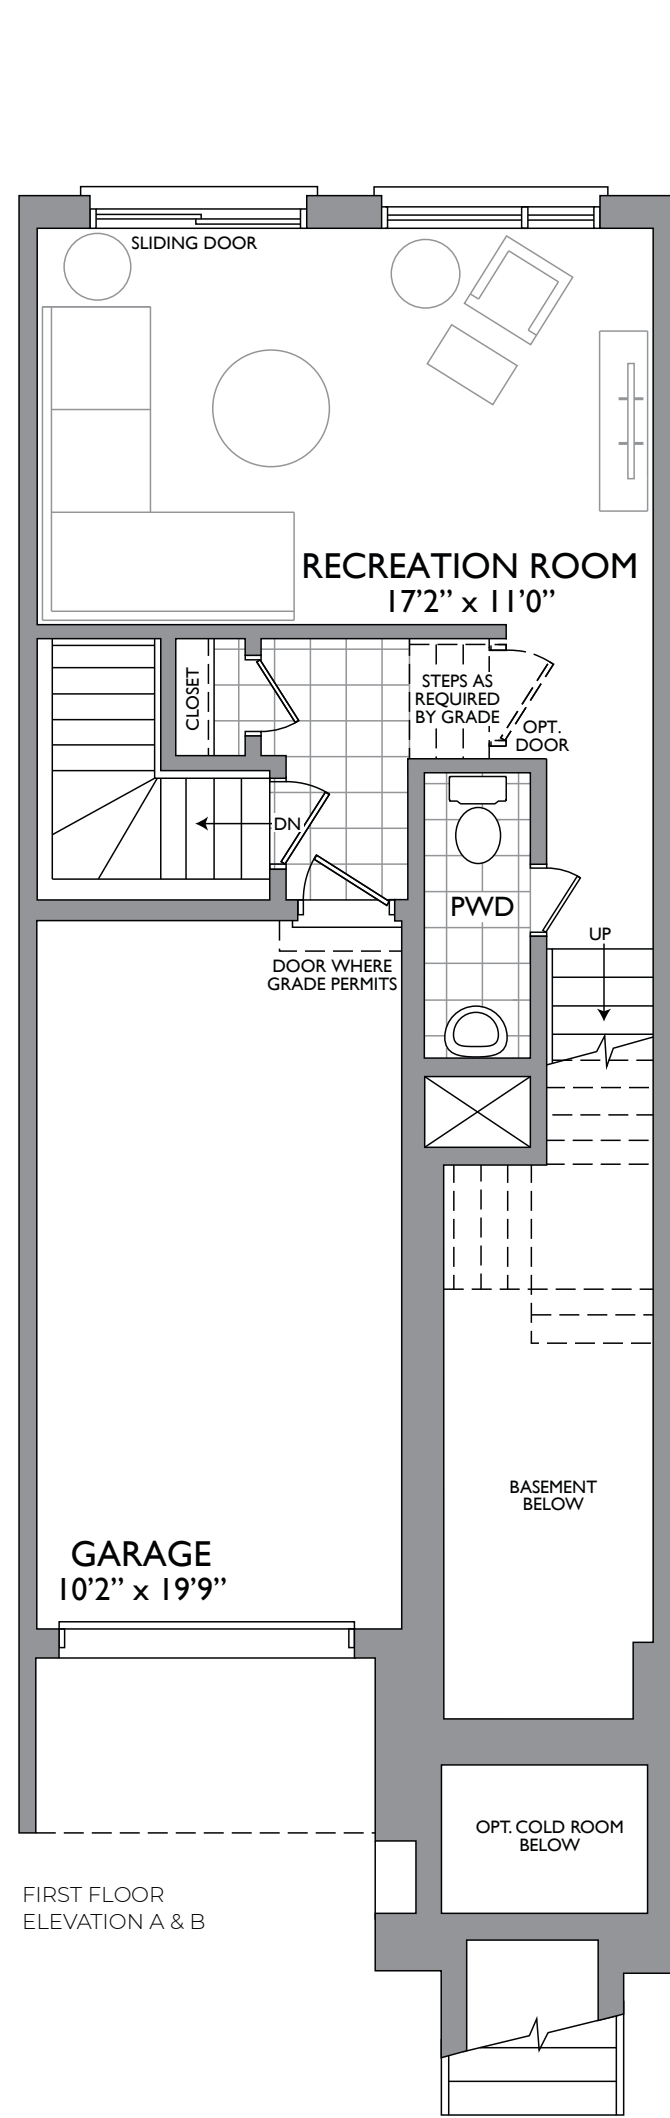 SLIDING DOOR
RECREATION ROOM
17'2” x 11'0”
CLOSET
STEPS AS
REQUIRED
BY GRADE
OPT.
DOOR
DN
PWD
UP
DOOR WHERE
GRADE PERMITS
BASEMENT
BELOW
GARAGE
10'2” x 19'9”
OPT. COLD ROOM
BELOW
FIRST FLOOR
ELEVATION A & B